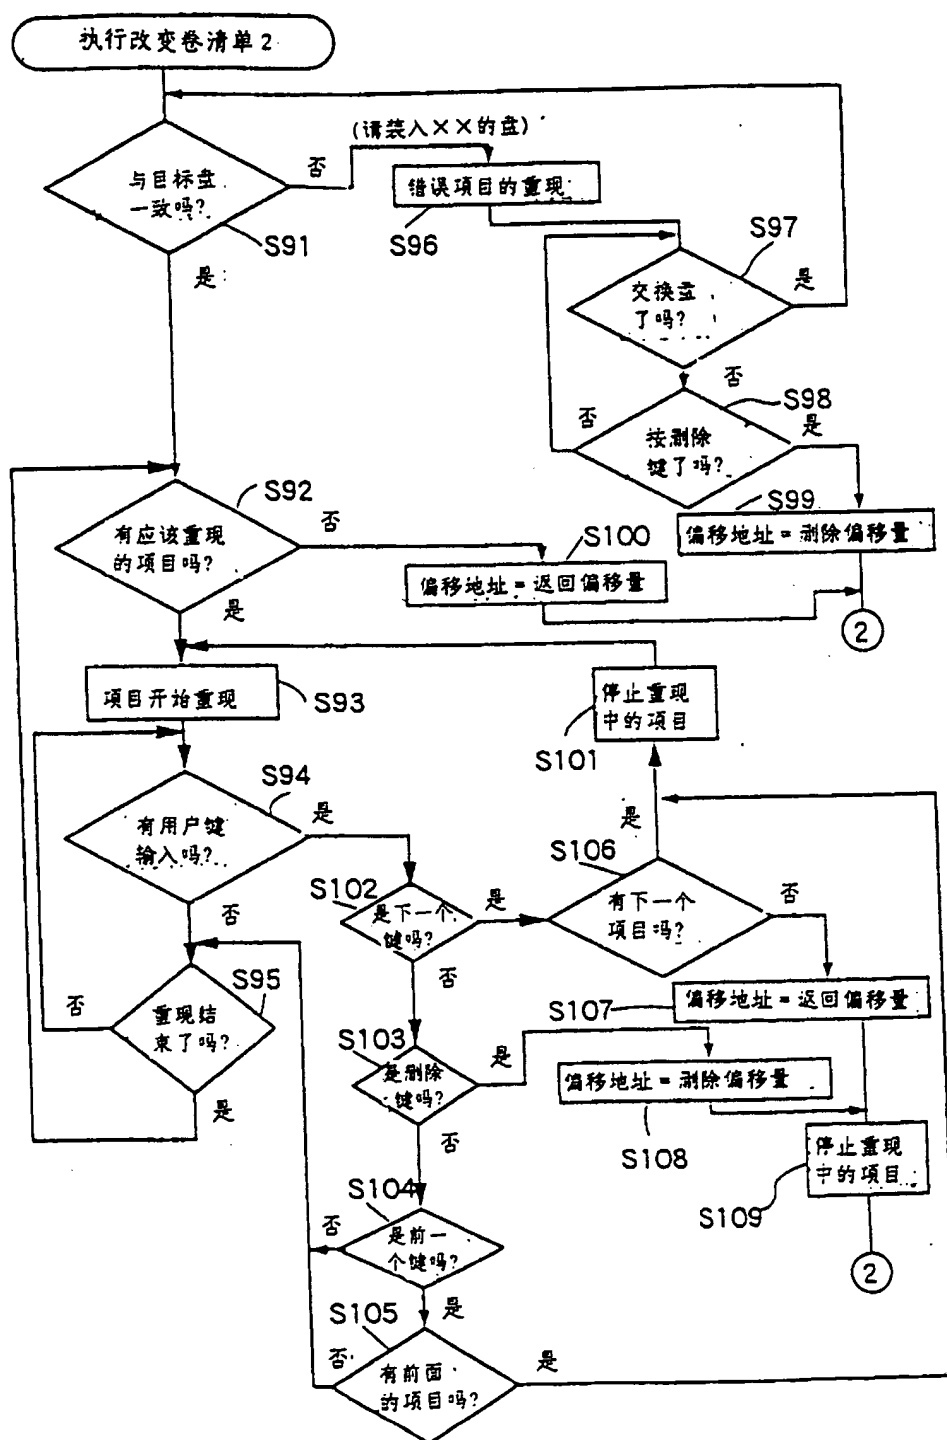 执行改变卷清单2
(请装入××的盘)
否
与目标盘
一致吗?
错误项目的重现
S91
S96
S97
是
交换盘
了吗?
是
否
S98
否
是
按删除
键了吗?
S92
S99
有应该重现
的项目吗?
否
S100
偏移地址=删除偏移量
偏移地址=返回偏移量
是
2
项目开始重现
S93
停止重现
中的项目
S101
S94
是
是
有用户键
输入吗?
S106
S102
是
否
是下一个
键吗?
有下一个
项目吗?
否
否
S95
S107
偏移地址=返回偏移量
否
重现结
束了吗?
S103
是
是删除
键吗?
偏移地址=删除偏移量
是
否
S108
停止重现
中的项目
S104
S109
否
是前一
个键吗?
2
S105
是
否
是
有前面
的项目吗?